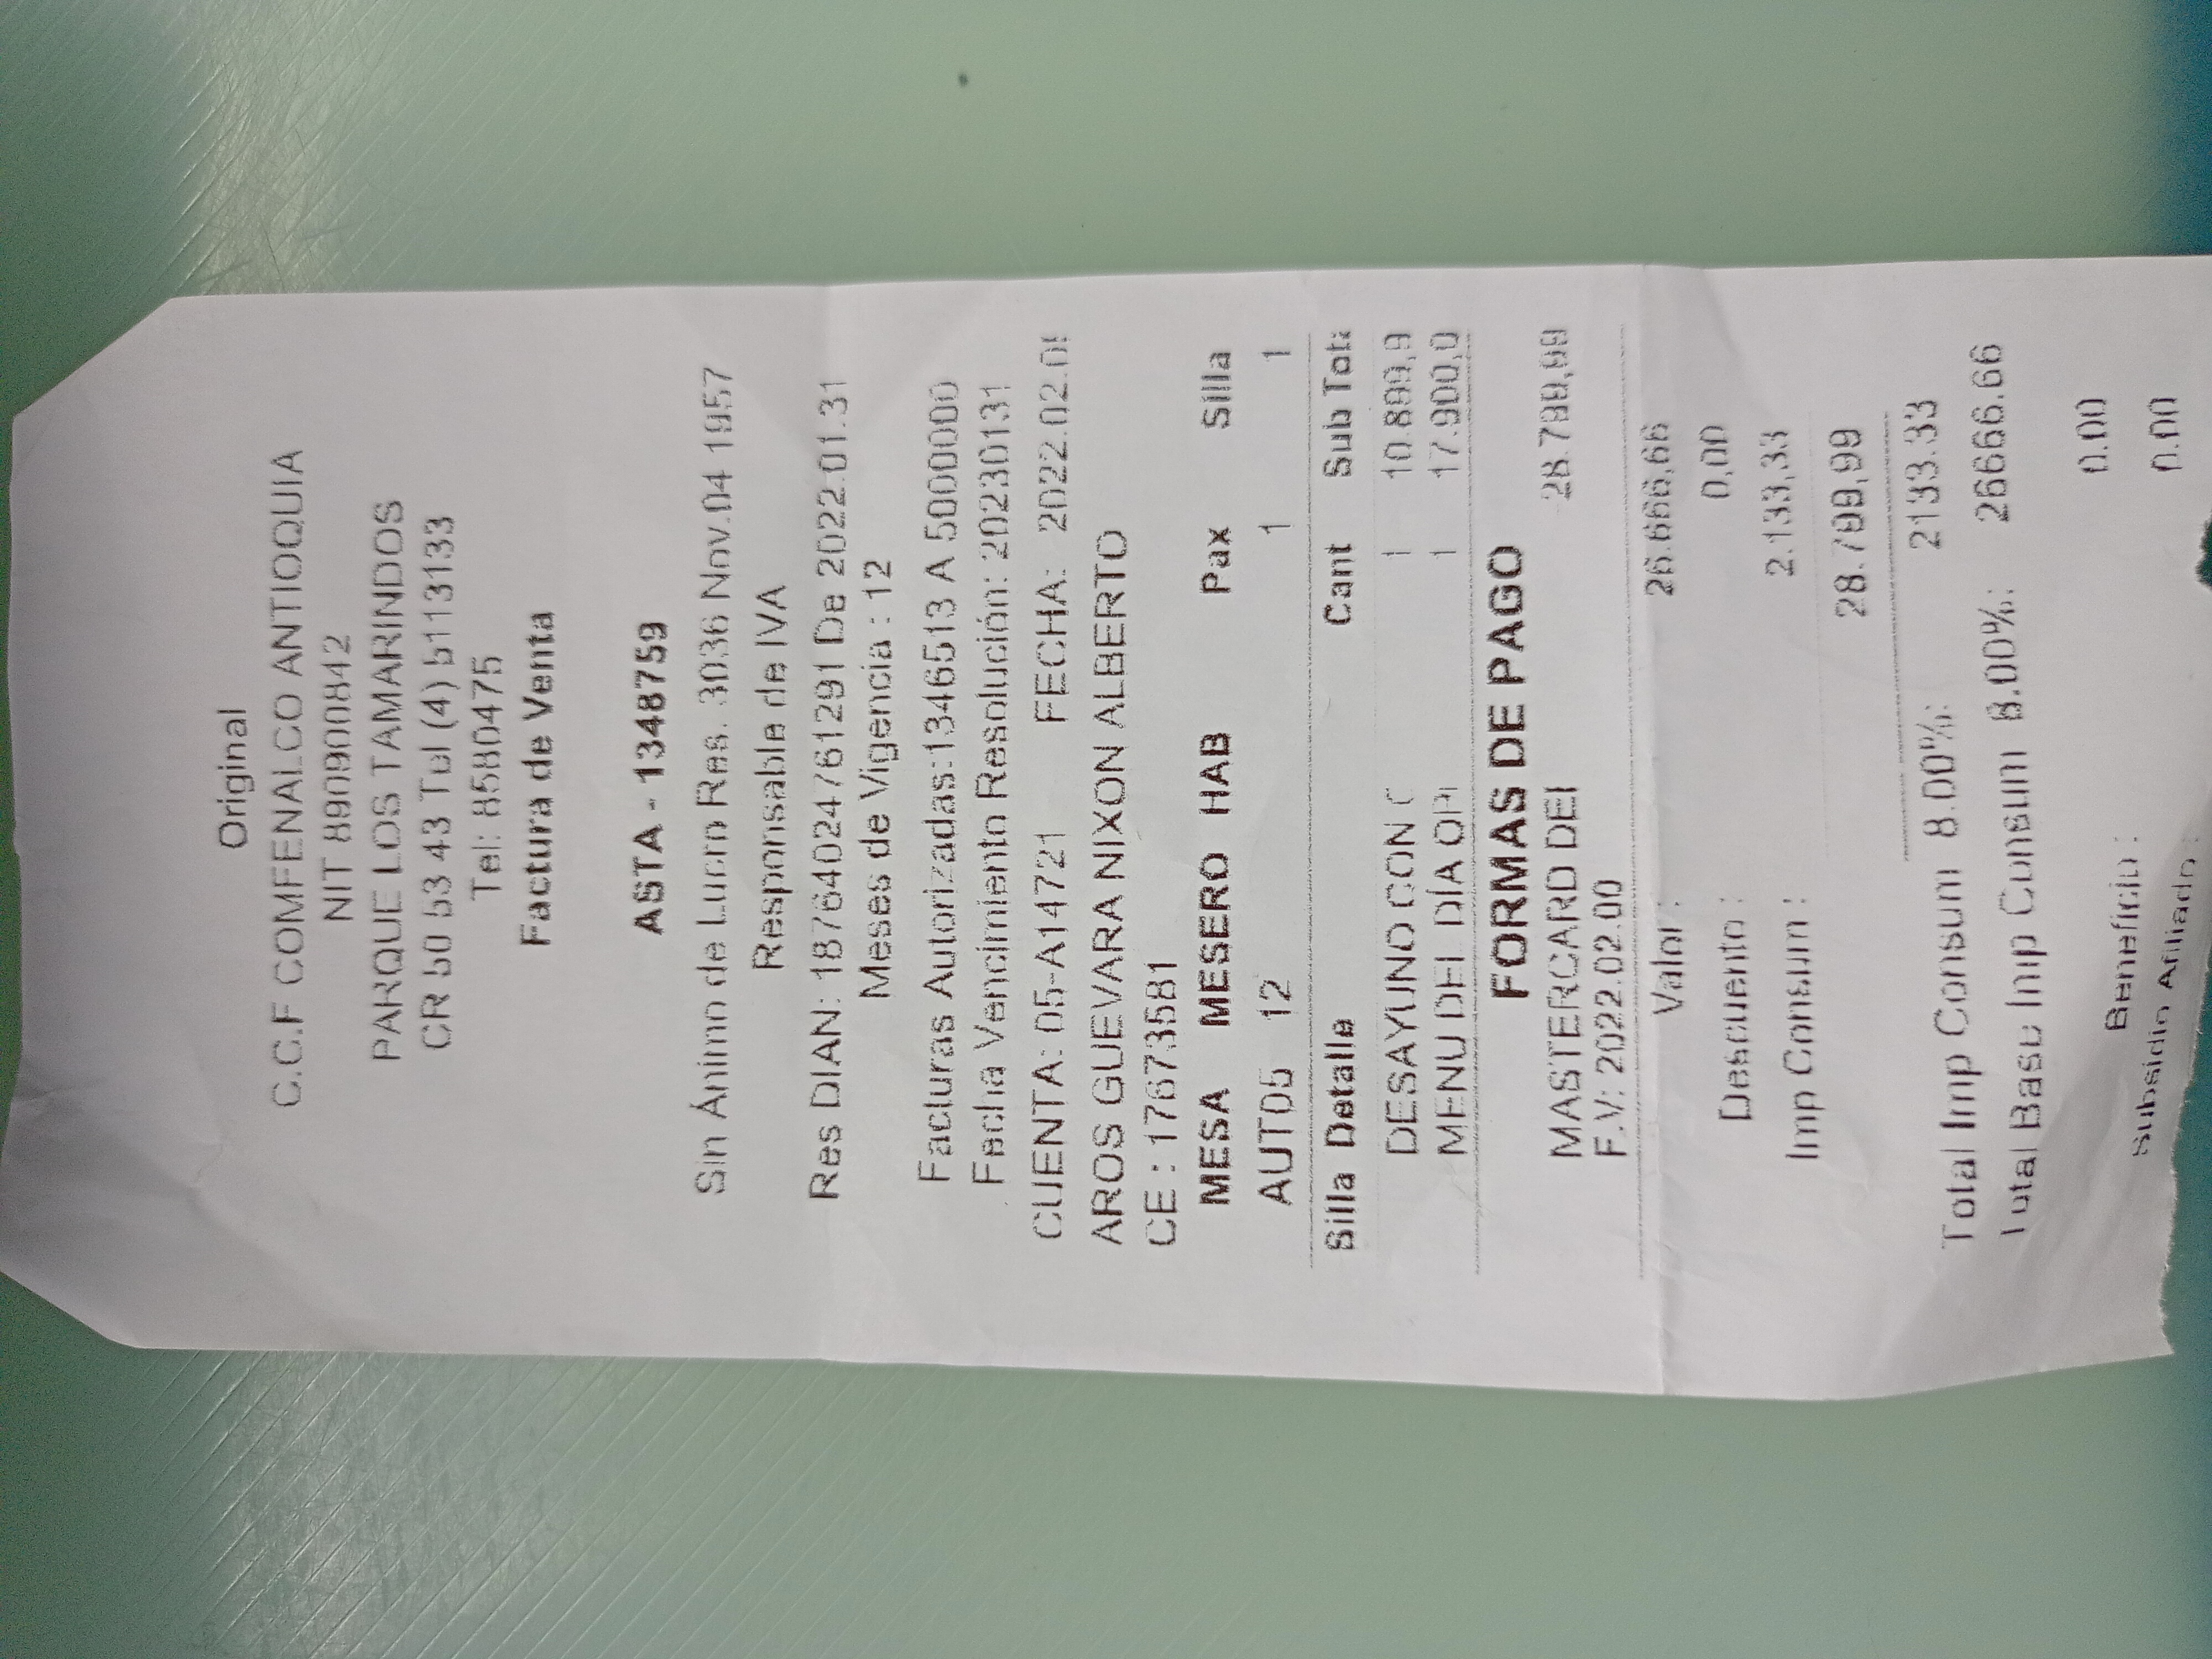 Original
C.C.F COMFENALCO ANTIOQUIA
NIT 890900842
PARQUE LOS TAMARINDOS
CR 50 53 43 Tel (4) 5113133
Tel: 8580475
Factura de Venta
ASTA - 1348759
Sin Ánimo de Lucro Res. 3036 Nov.04 1957
Responsable de IVA
Res DIAN: 18764024761291 De 2022.01.31
Meses de Vigencia : 12
Facturas Autorizadas:1346513 A 5000000
Fecha Vencimiento Resolución: 20230131
CUENTA: 05-A14721 FECHA: 2022.02.0
AROS GUEVARA NIXON ALBERTO
CE : 17673581
MESA MESERO HAB Pax Silla
AUT05 12 1 1
Silla Detalle Cant Sub Tota
DESAYUNO CON C 1 10.899,9
MENU DEL DÍA OPI 1 17.900,0
FORMAS DE PAGO
MASTERCARD DEI 28.799,99
F.V: 2022.02.00
Valor : 26.666,66
Descuento : 0,00
Imp Consum : 2.133,33
28.799,99
Total Imp Consum 8.00%: 2133.33
Total Base Imp Consum 8.00%: 26666.66
Beneficio : 0.00
Subsidio Afiliado : 0.00